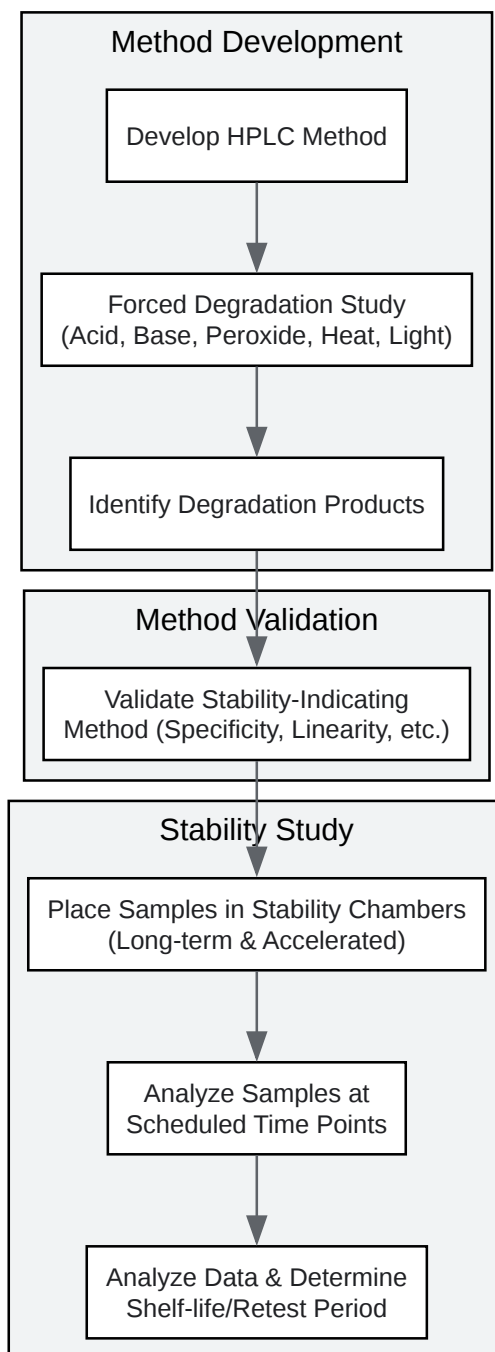 Method Development
Develop HPLC Method
Forced Degradation Study
(Acid, Base, Peroxide, Heat, Light)
Identify Degradation Products
Method Validation
Validate Stability-Indicating
Method (Specificity, Linearity, etc.)
Stability Study
Place Samples in Stability Chambers
(Long-term & Accelerated)
Analyze Samples at
Scheduled Time Points
Analyze Data & Determine
Shelf-life/Retest Period